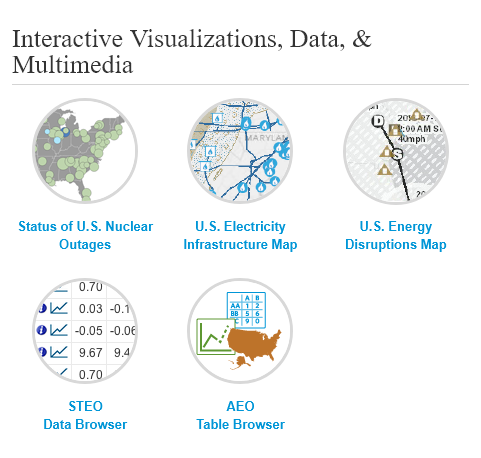 Interactive Visualizations, Data, &
Multimedia
MARYLAN
D
:00 AM S
40mph
S
20
Status of U.S. Nuclear
Outages
U.S. Electricity
Infrastructure Map
U.S. Energy
Disruptions Map
0.70
0.03 -0.1
-0.05 -0.06
9.67 9.4
0.70
A B
AA 1 2
BB 5 6
C 9 0
STEO
Data Browser
AEO
Table Browser